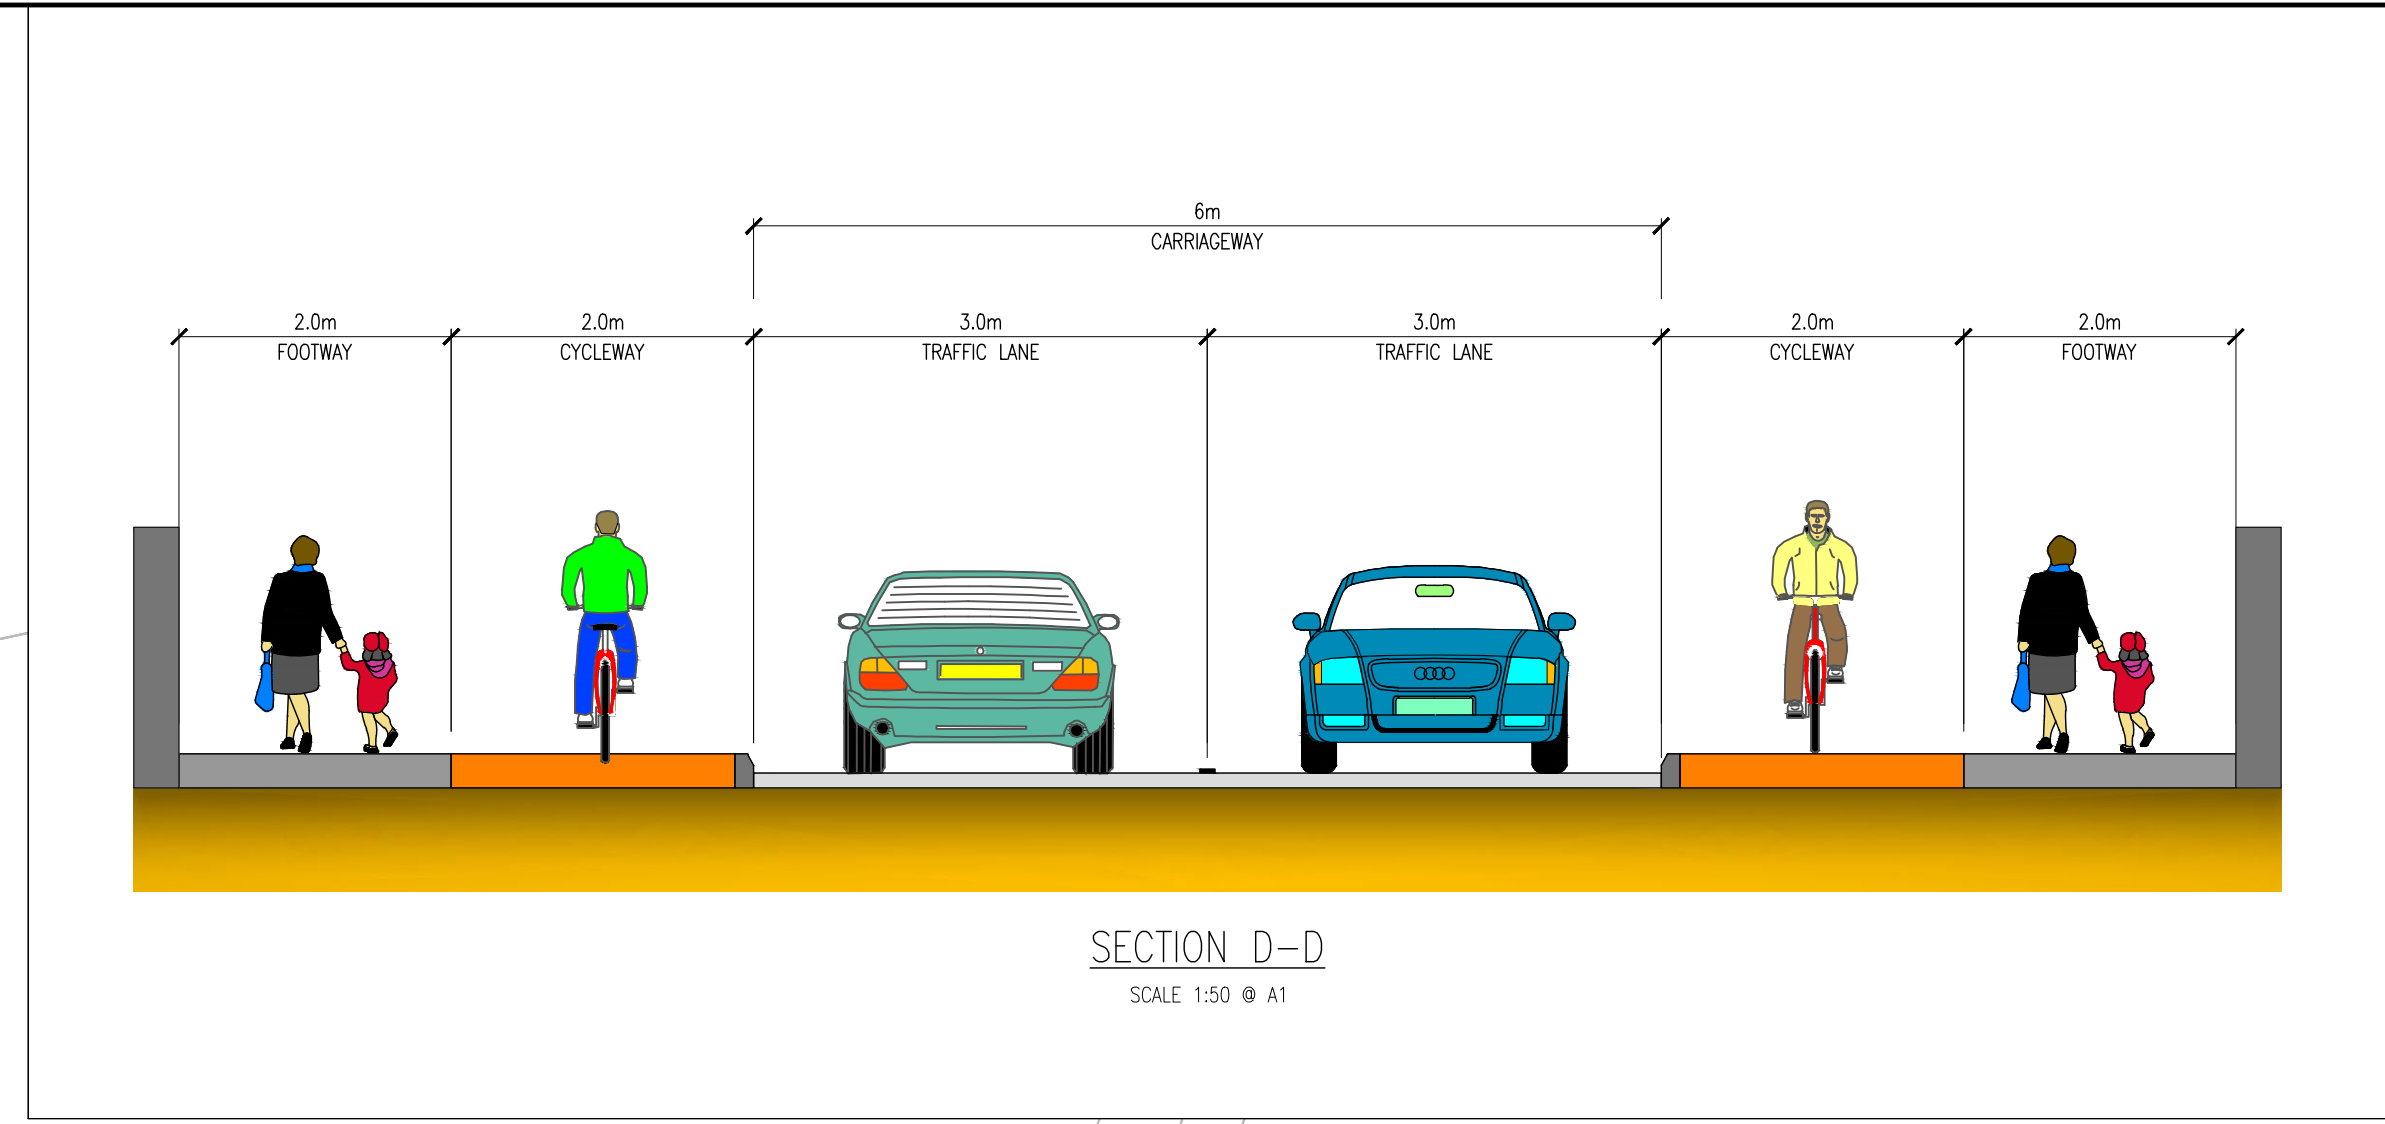 6m
CARRIAGEWAY
2.0m 2.0m 3.0m 3.0m 2.0m 2.0m
FOOTWAY CYCLEWAY TRAFFIC LANE TRAFFIC LANE CYCLEWAY FOOTWAY
SECTION D-D
SCALE 1:50 @ A1